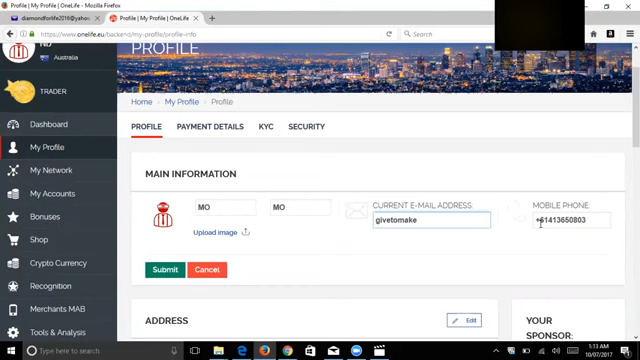 Profile | My Profile | OneLife - Mozilla Firefox
diamondforlife2016@yahoo
Profile | My Profile | OneLife
https://www.onelife.eu/backend/my-profile/profile-info
Search
Australia
TRADER
Dashboard
My Profile
My Network
My Accounts
Bonuses
Shop
Crypto Currency
Recognition
Merchants MAB
Tools & Analysis
PROFILE
Home › My Profile › Profile
PROFILE PAYMENT DETAILS KYC SECURITY
MAIN INFORMATION
MO MO
Upload image
CURRENT E-MAIL ADDRESS:
givetomake
MOBILE PHONE:
+61413650803
Submit Cancel
ADDRESS
Edit
YOUR
SPONSOR:
Type here to search
1:13 AM
10/07/2017